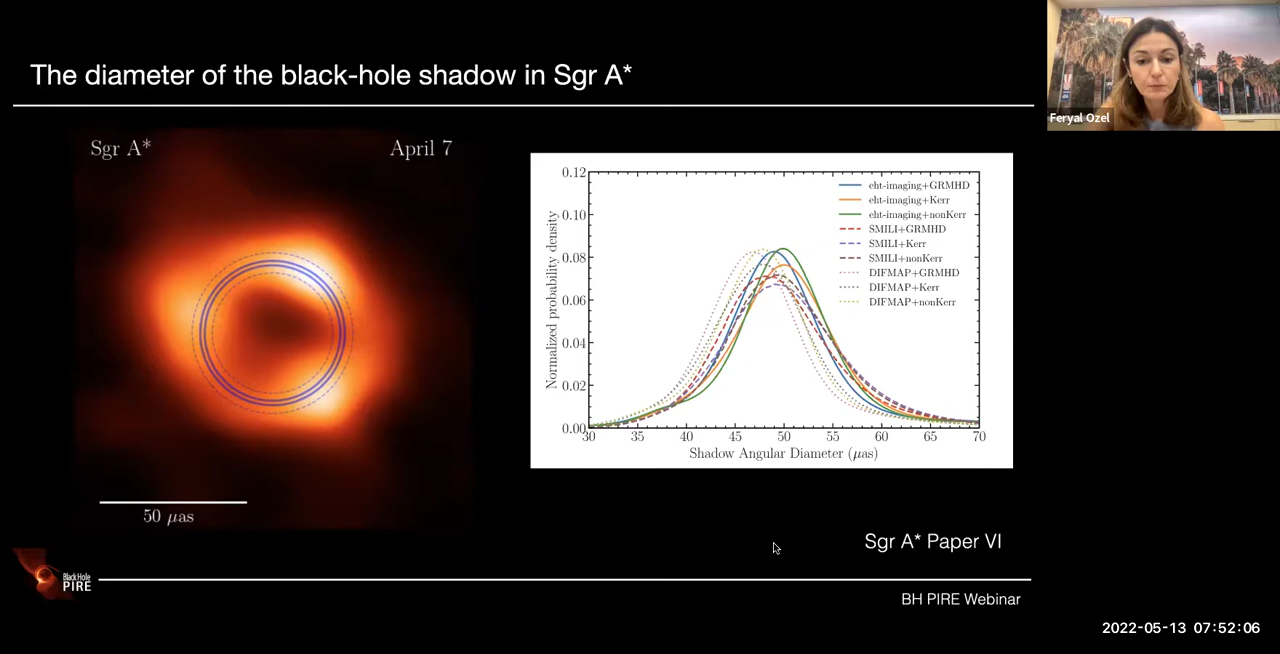 The diameter of the black-hole shadow in Sgr A*
Feryal Ozel
Sgr A*
April 7
50 μas
0.12
0.10
0.08
0.06
0.04
0.02
0.00
Normalized probability density
eht-imaging+GRMHD
eht-imaging+Kerr
eht-imaging+nonKerr
SMILI+GRMHD
SMILI+Kerr
SMILI+nonKerr
DIFMAP+GRMHD
DIFMAP+Kerr
DIFMAP+nonKerr
30 35 40 45 50 55 60 65 70
Shadow Angular Diameter (μas)
Sgr A* Paper VI
Black Hole
PIRE
BH PIRE Webinar
2022-05-13 07:52:06